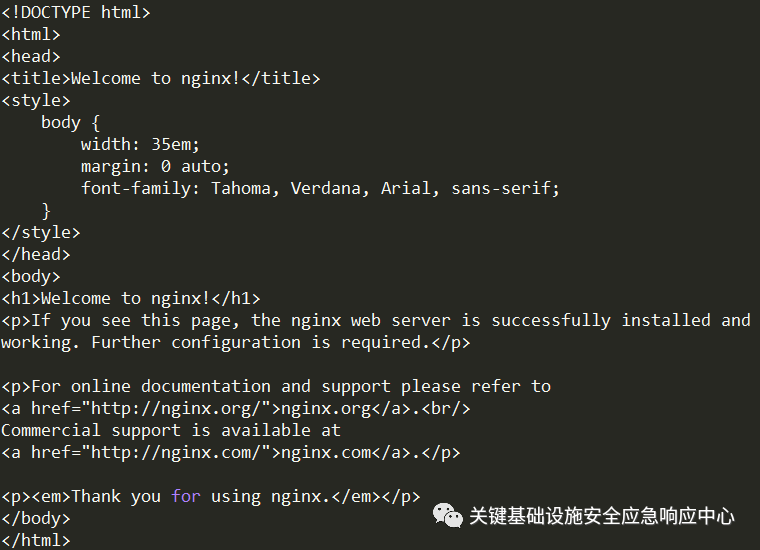 <!DOCTYPE html>
<html>
<head>
<title>Welcome to nginx!</title>
<style>
    body {
        width: 35em;
        margin: 0 auto;
        font-family: Tahoma, Verdana, Arial, sans-serif;
    }
</style>
</head>
<body>
<h1>Welcome to nginx!</h1>
<p>If you see this page, the nginx web server is successfully installed and
working. Further configuration is required.</p>

<p>For online documentation and support please refer to
<a href="http://nginx.org/">nginx.org</a>.<br/>
Commercial support is available at
<a href="http://nginx.com/">nginx.com</a>.</p>

<p><em>Thank you for using nginx.</em></p>
</body>
</html>
关键基础设施安全应急响应中心